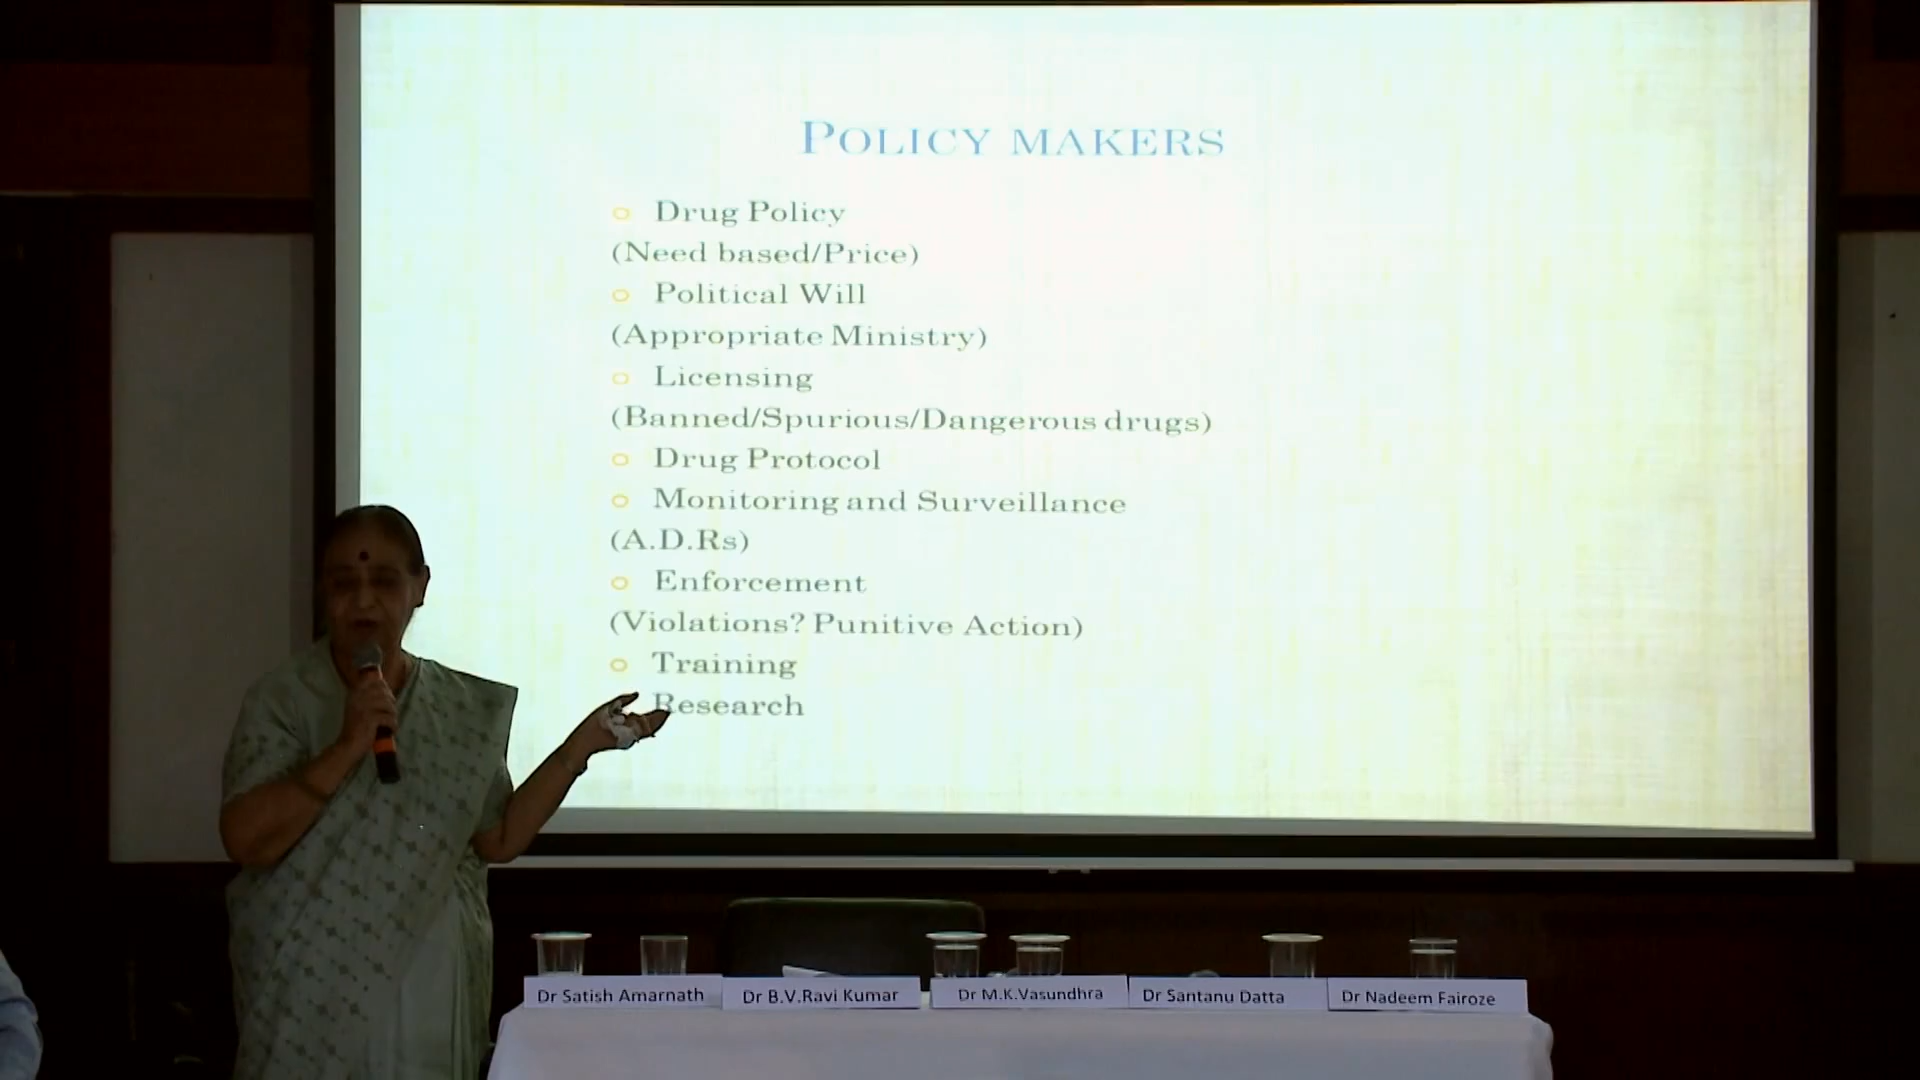 POLICY MAKERS
Drug Policy
(Need based/Price)
Political Will
(Appropriate Ministry)
Licensing
(Banned/Spurious/Dangerous drugs)
Drug Protocol
Monitoring and Surveillance
(A.D.Rs)
Enforcement
(Violations? Punitive Action)
Training
Research
Dr Satish Amarnath
Dr B.V.Ravi Kumar
Dr M.K.Vasundhra
Dr Santanu Datta
Dr Nadeem Fairoze